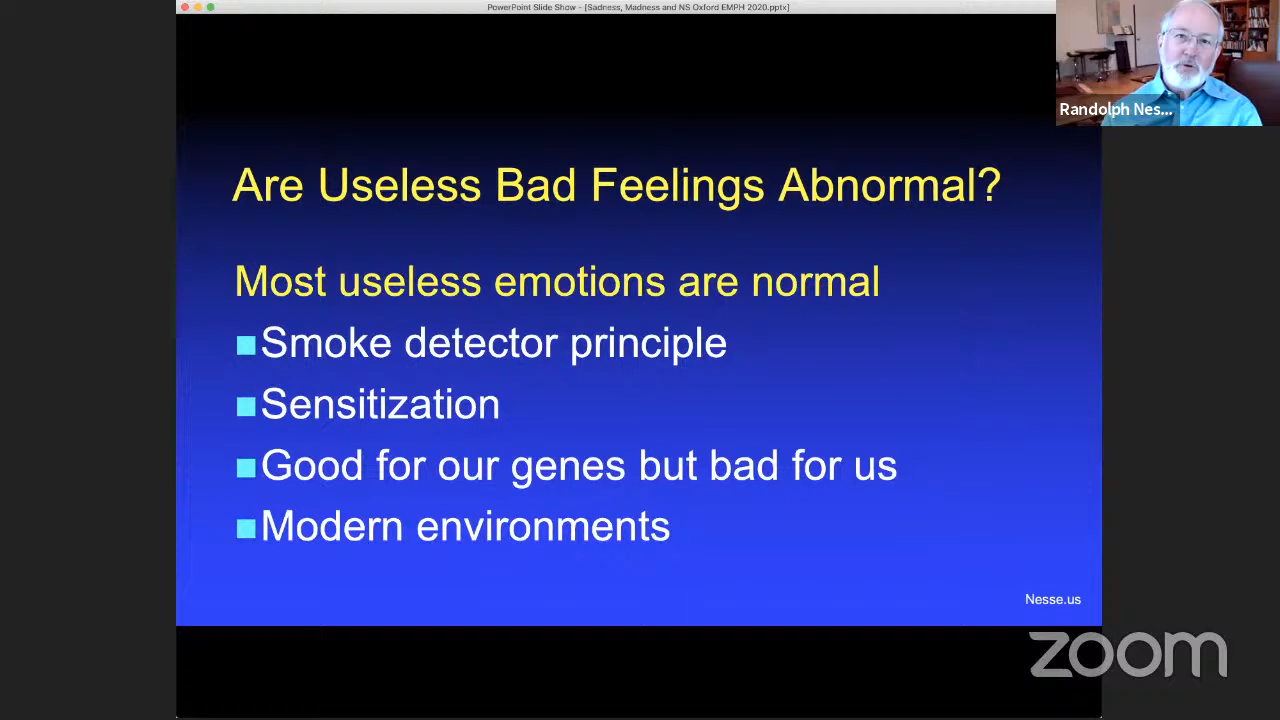 PowerPoint Slide Show - [Sadness, Madness and NS Oxford EMPH 2020.pptx]
Randolph Nes...
Are Useless Bad Feelings Abnormal?
Most useless emotions are normal
Smoke detector principle
Sensitization
Good for our genes but bad for us
Modern environments
Nesse.us
zoom